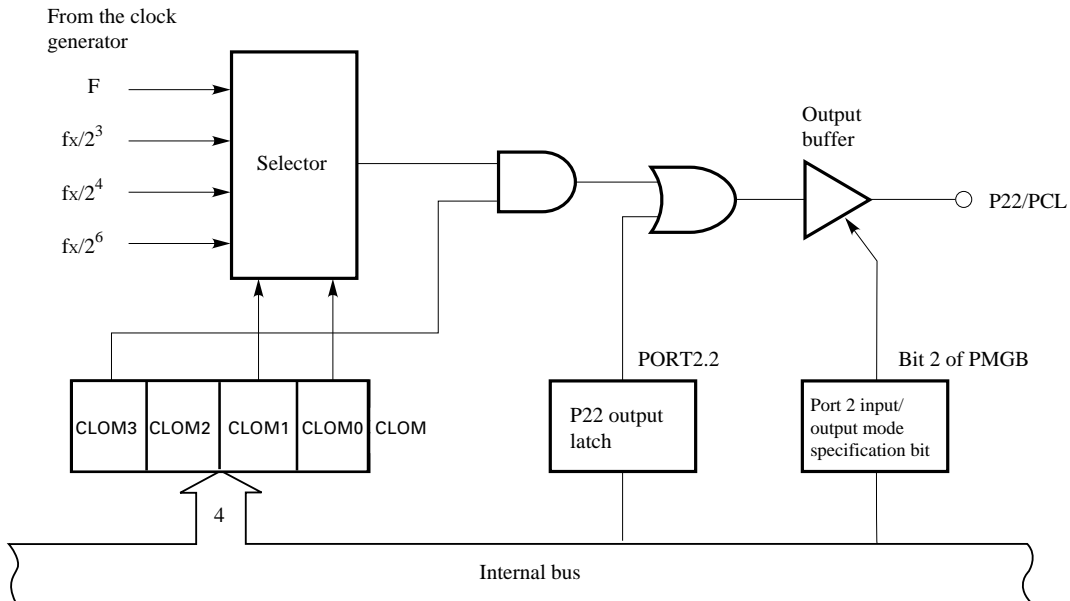 From the clock
generator
F
fx/2³
fx/2⁴
fx/2⁶
Selector
Output
buffer
P22/PCL
PORT2.2
Bit 2 of PMGB
CLOM3 CLOM2 CLOM1 CLOM0 CLOM
P22 output
latch
Port 2 input/
output mode
specification bit
4
Internal bus